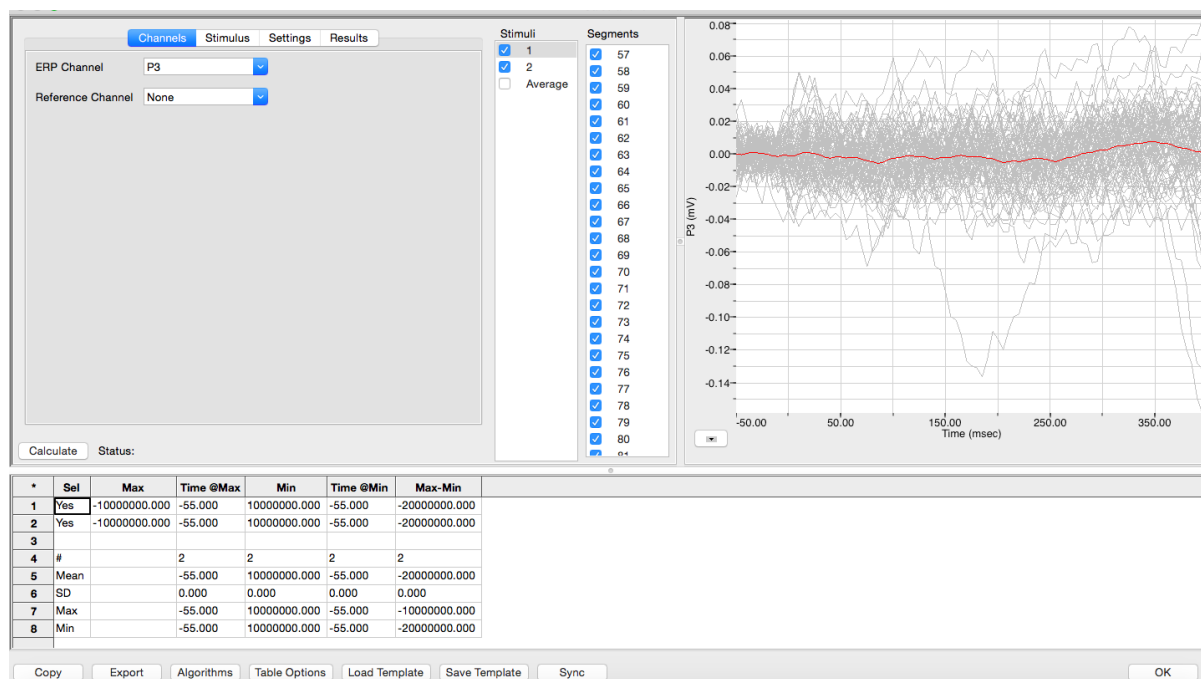 Channels Stimulus Settings Results
ERP Channel P3
Reference Channel None
Calculate Status:
Stimuli
1
2
Average
Segments
57
58
59
60
61
62
63
64
65
66
67
68
69
70
71
72
73
74
75
76
77
78
79
80
81
0.08
0.06
0.04
0.02
0.00
-0.02
-0.04
-0.06
-0.08
-0.10
-0.12
-0.14
P3 (mV)
-50.00 50.00 150.00 250.00 350.00
Time (msec)
* Sel Max Time @Max Min Time @Min Max-Min
1 Yes -10000000.000 -55.000 10000000.000 -55.000 -20000000.000
2 Yes -10000000.000 -55.000 10000000.000 -55.000 -20000000.000
3
4 # 2 2 2 2
5 Mean -55.000 10000000.000 -55.000 -20000000.000
6 SD 0.000 0.000 0.000 0.000
7 Max -55.000 10000000.000 -55.000 -10000000.000
8 Min -55.000 10000000.000 -55.000 -20000000.000
Copy Export Algorithms Table Options Load Template Save Template Sync OK